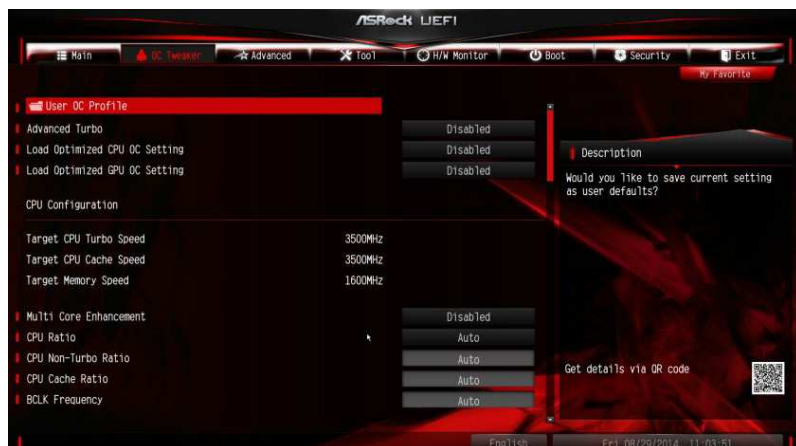 ASRock UEFI
Main OC Tweaker Advanced Tool H/W Monitor Boot Security Exit
My Favorite
User OC Profile
Advanced Turbo Disabled
Load Optimized CPU OC Setting Disabled
Load Optimized GPU OC Setting Disabled
CPU Configuration
Target CPU Turbo Speed 3500MHz
Target CPU Cache Speed 3500MHz
Target Memory Speed 1600MHz
Multi Core Enhancement Disabled
CPU Ratio Auto
CPU Non-Turbo Ratio Auto
CPU Cache Ratio Auto
BCLK Frequency Auto
Description
Would you like to save current setting
as user defaults?
Get details via QR code
English Fri 08/29/2014 11:03:51